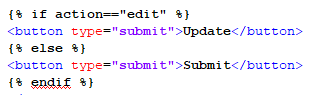 {% if action=="edit" %}
<button type="submit">Update</button>
{% else %}
<button type="submit">Submit</button>
{% endif %}